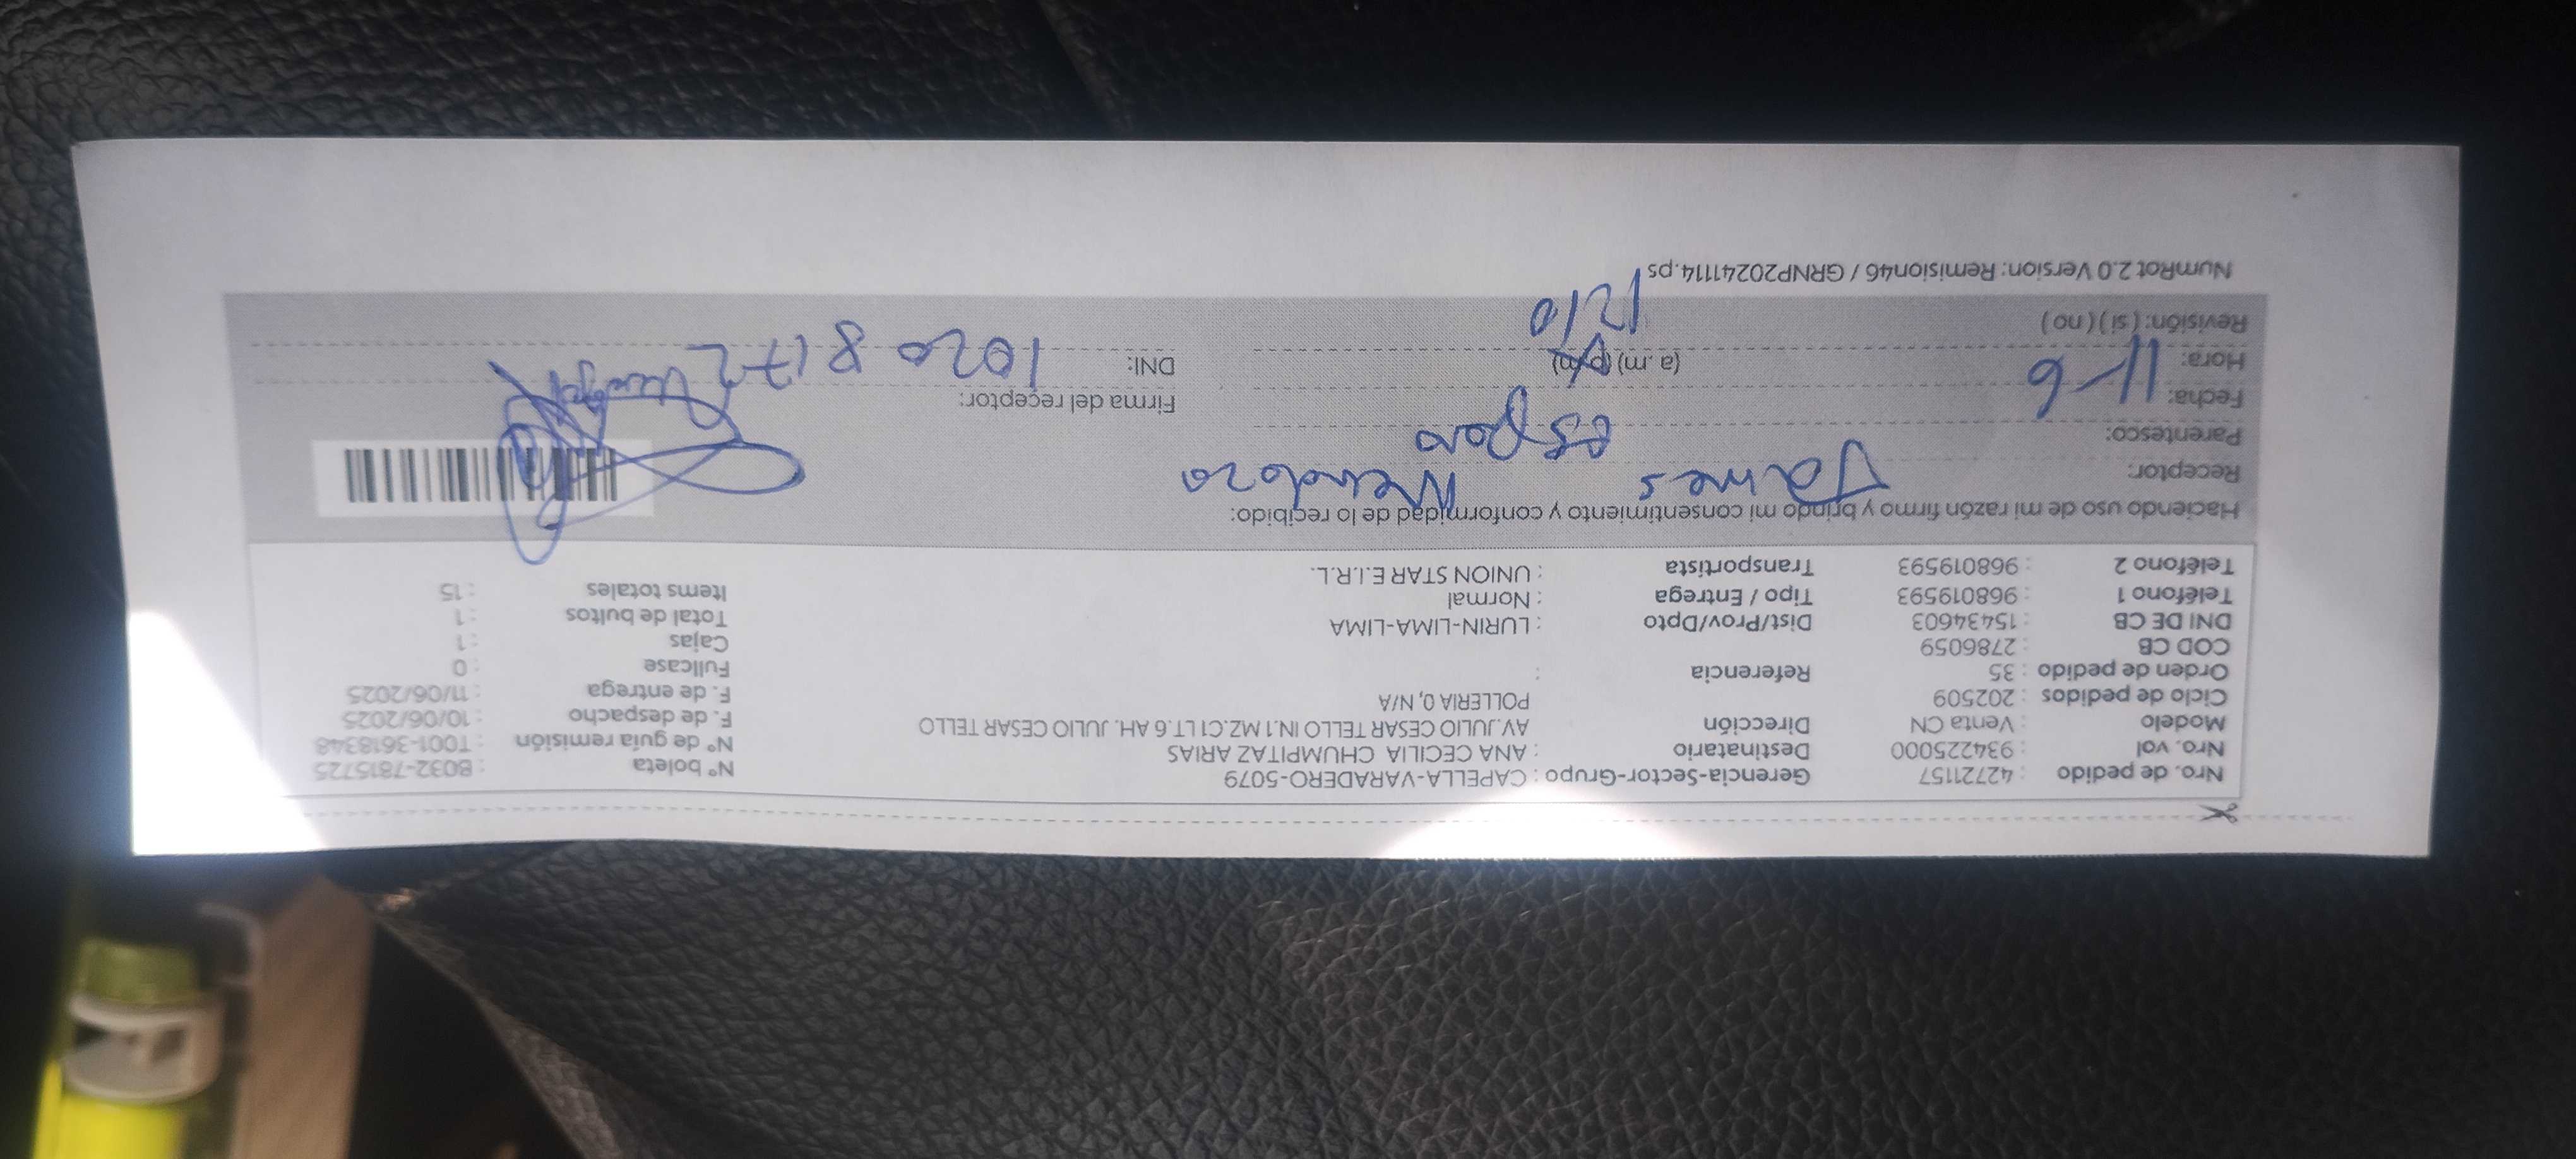 Nro. de pedido : 42721157 Gerencia-Sector-Grupo : CAPELLA-VARADERO-5079 N° boleta : B032-7815725
Nro. vol : 934225000 Destinatario : ANA CECILIA CHUMPITAZ ARIAS N° de guía remisión : T001-3618348
Modelo : Venta CN Dirección AV.JULIO CESAR TELLO IN.1 MZ.C1 LT.6 AH. JULIO CESAR TELLO F. de despacho : 10/06/2025
Ciclo de pedidos : 202509 POLLERIA 0, N/A F. de entrega : 11/06/2025
Orden de pedido : 35 Referencia : Fullcase : 0
COD CB : 2786059 Cajas : 1
DNI DE CB : 15434603 Dist/Prov/Dpto : LURIN-LIMA-LIMA Total de bultos : 1
Teléfono 1 : 968019593 Tipo / Entrega : Normal Items totales : 15
Teléfono 2 : 968019593 Transportista : UNION STAR E.I.R.L.
Haciendo uso de mi razón firmo y brindo mi consentimiento y conformidad de lo recibido:
Receptor: James Mendoza
Parentesco: esposo
Fecha: 11-6 Firma del receptor:
Hora: (a. m) (p.m) 1210 DNI: 10208172
Revisión: ( si ) ( no )
NumRot 2.0 Version: Remision46 / GRNP20241114.ps